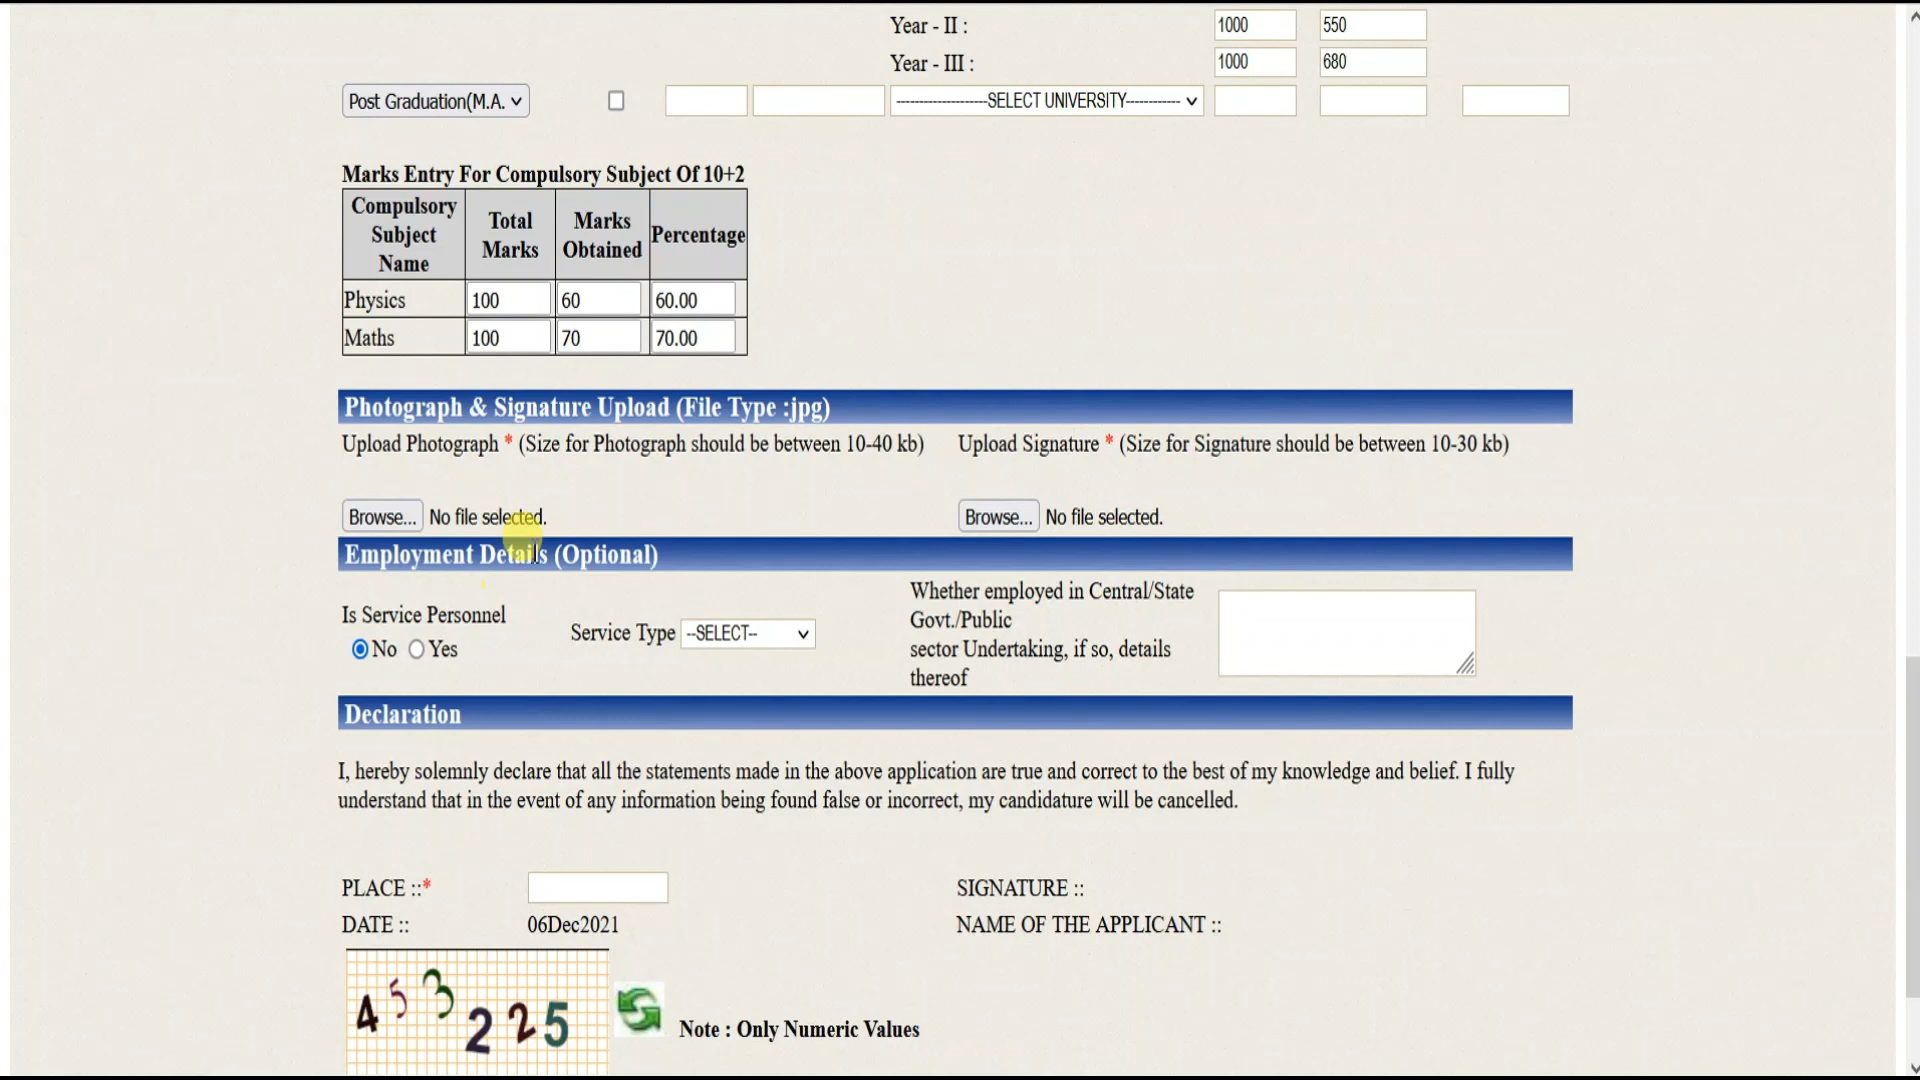 Year - II : 1000 550
Year - III : 1000 680
Post Graduation(M.A. --------------------SELECT UNIVERSITY------------
Marks Entry For Compulsory Subject Of 10+2
Compulsory Subject Name Total Marks Marks Obtained Percentage
Physics 100 60 60.00
Maths 100 70 70.00
Photograph & Signature Upload (File Type :jpg)
Upload Photograph * (Size for Photograph should be between 10-40 kb) Upload Signature * (Size for Signature should be between 10-30 kb)
Browse... No file selected. Browse... No file selected.
Employment Details (Optional)
Is Service Personnel
No Yes
Service Type --SELECT--
Whether employed in Central/State
Govt./Public
sector Undertaking, if so, details
thereof
Declaration
I, hereby solemnly declare that all the statements made in the above application are true and correct to the best of my knowledge and belief. I fully
understand that in the event of any information being found false or incorrect, my candidature will be cancelled.
PLACE ::* SIGNATURE ::
DATE :: 06Dec2021 NAME OF THE APPLICANT ::
453225
Note : Only Numeric Values